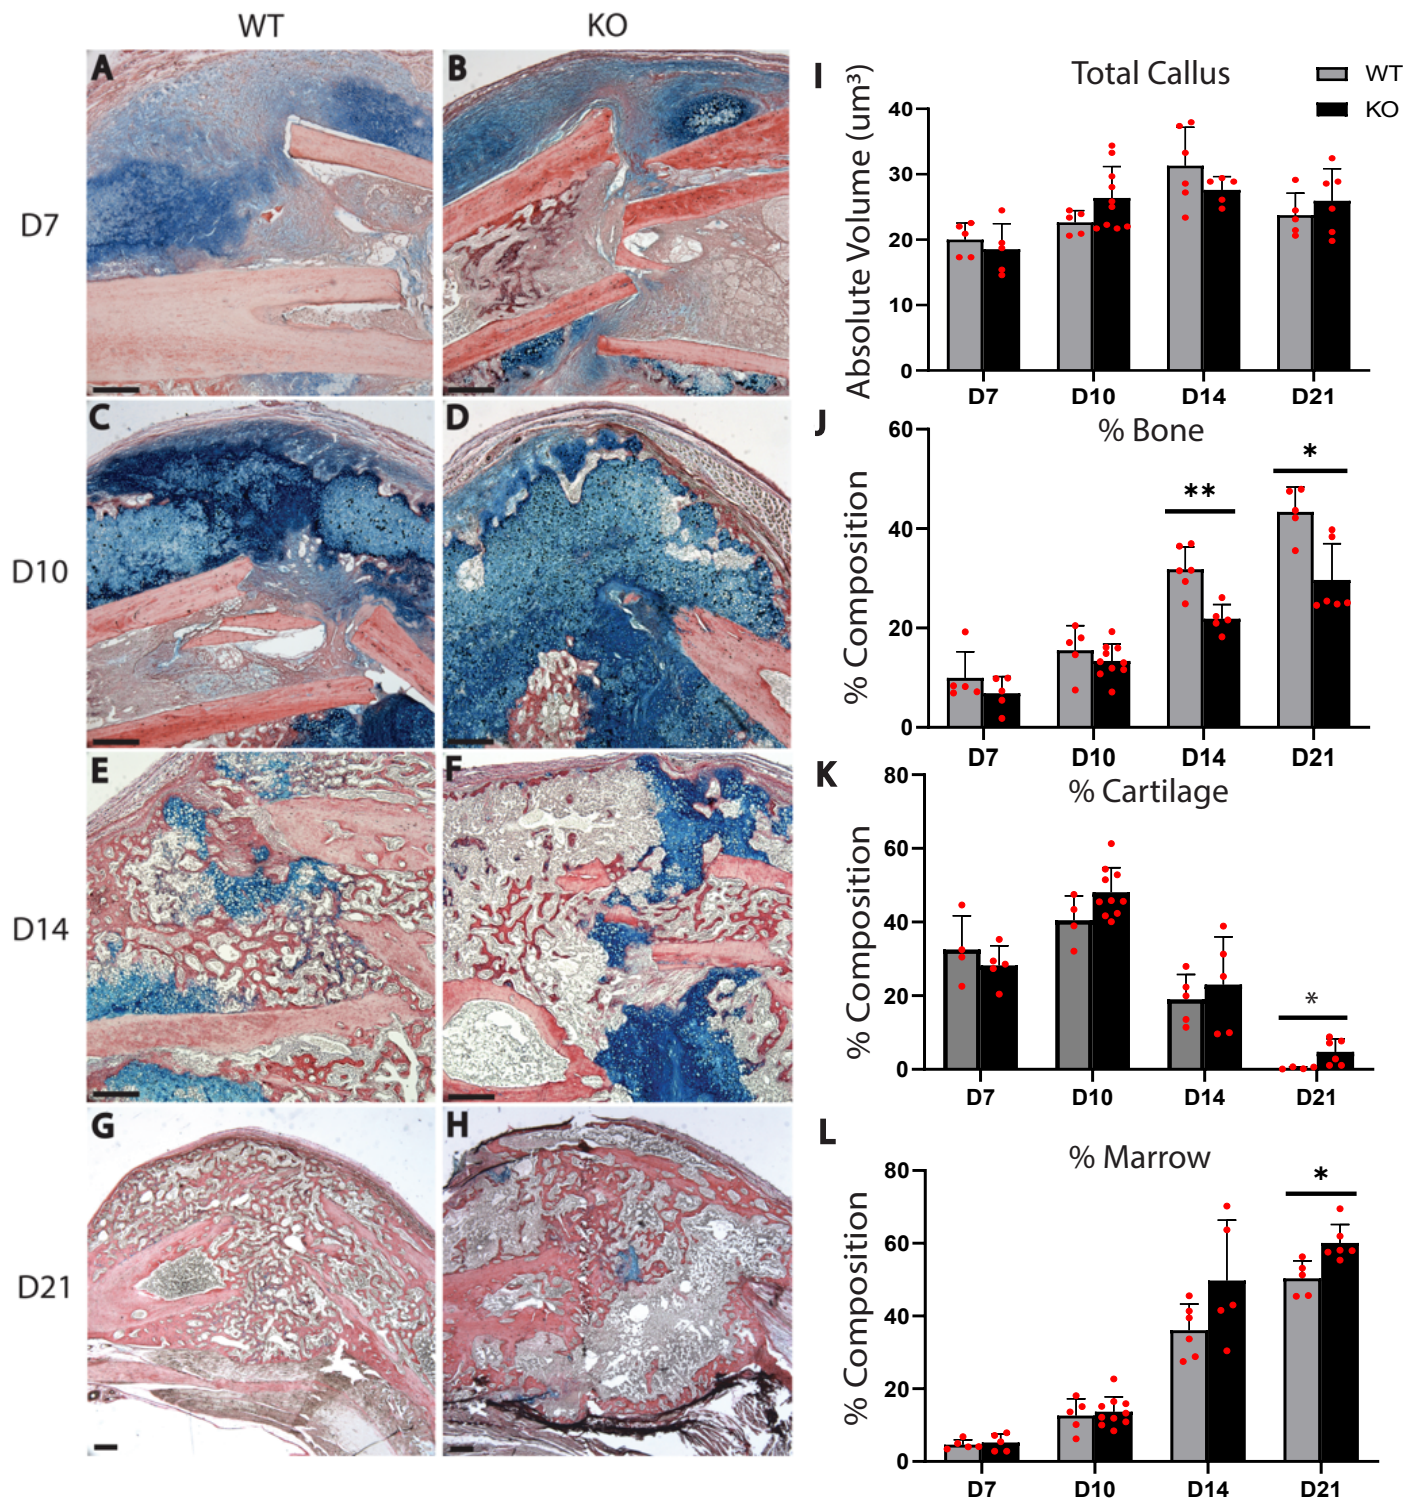 WT
KO
D7
A
B
D10
C
D
D14
E
F
D21
G
H
I
Total Callus
WT
KO
Absolute Volume (um³)
40
30
20
10
0
D7
D10
D14
D21
J
% Bone
% Composition
60
40
20
0
**
*
D7
D10
D14
D21
K
% Cartilage
% Composition
80
60
40
20
0
*
D7
D10
D14
D21
L
% Marrow
% Composition
80
60
40
20
0
*
D7
D10
D14
D21